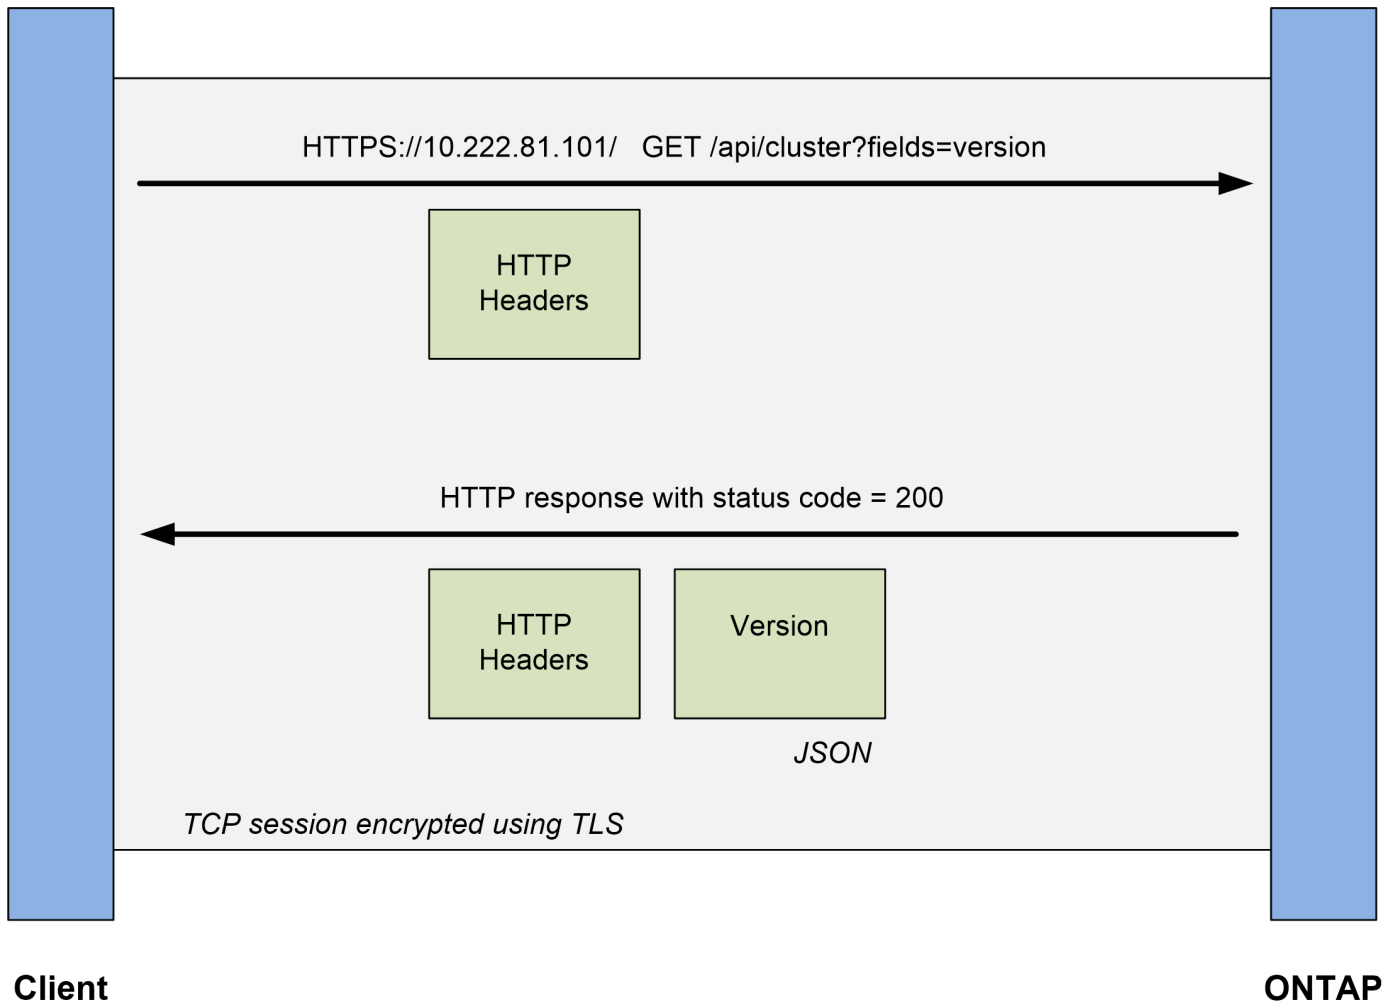 HTTPS://10.222.81.101/   GET /api/cluster?fields=version
HTTP
Headers
HTTP response with status code = 200
HTTP
Headers
Version
JSON
TCP session encrypted using TLS
Client
ONTAP